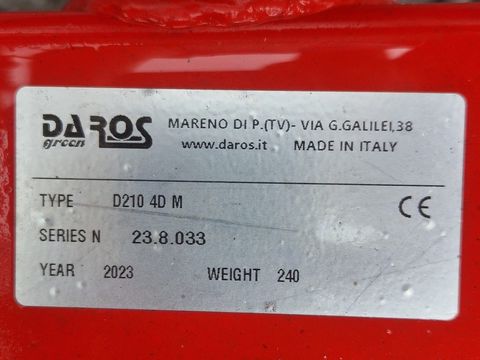 DAROS
green
MARENO DI P.(TV)- VIA G.GALILEI,38
www.daros.it MADE IN ITALY
TYPE D210 4D M
CE
SERIES N 23.8.033
YEAR 2023 WEIGHT 240